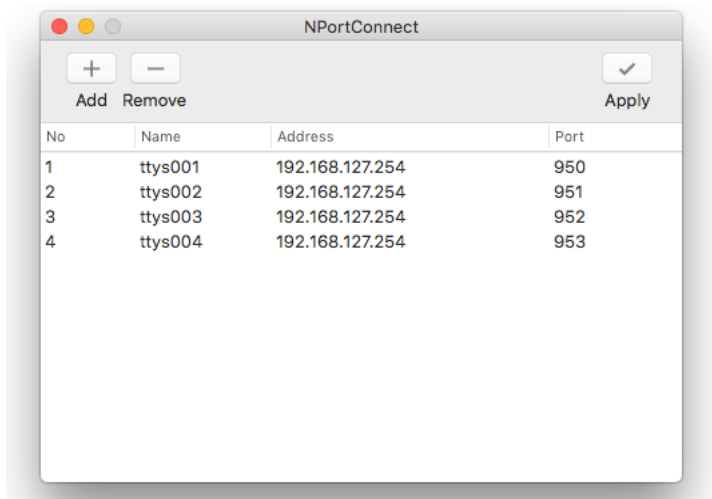 NPortConnect
Add Remove Apply
No Name Address Port
1 ttys001 192.168.127.254 950
2 ttys002 192.168.127.254 951
3 ttys003 192.168.127.254 952
4 ttys004 192.168.127.254 953